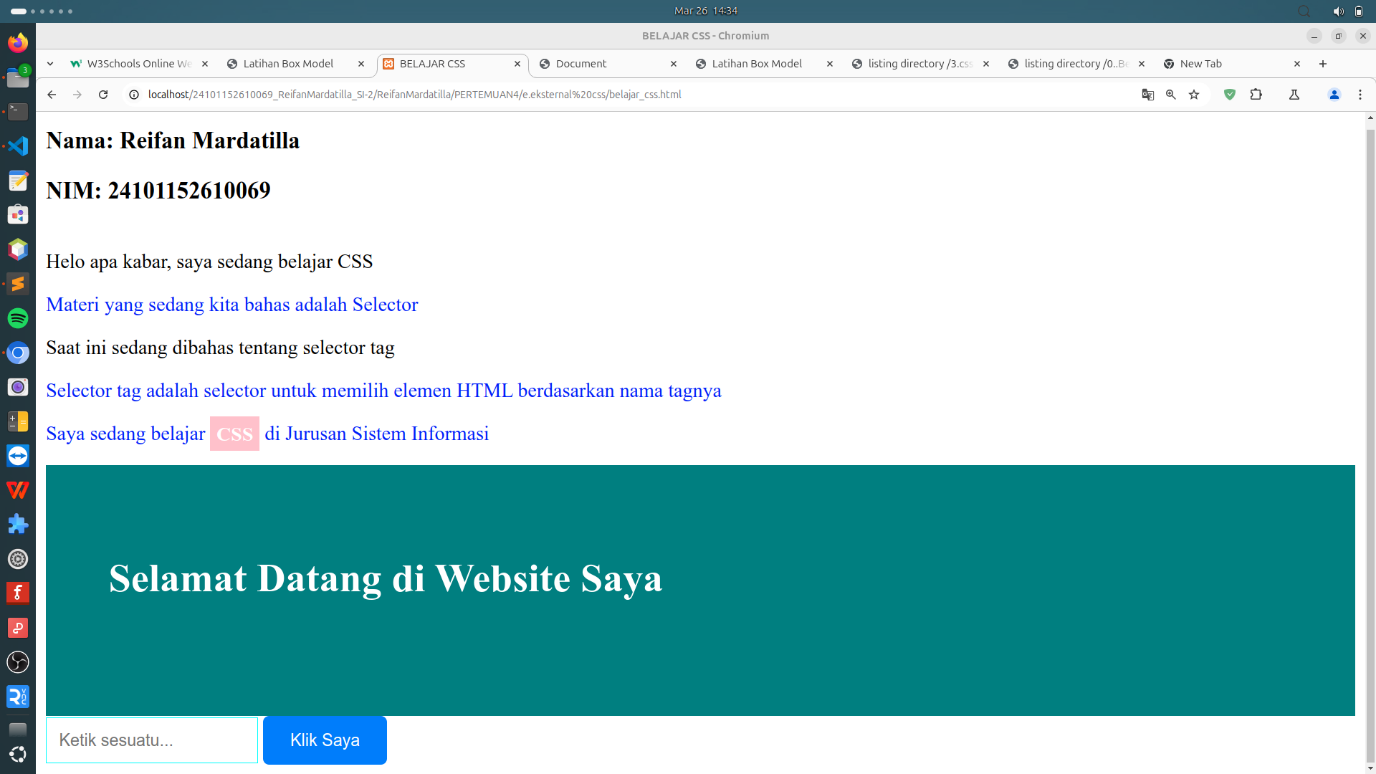 Mar 26 14:34
BELAJAR CSS - Chromium
W3Schools Online We
Latihan Box Model
BELAJAR CSS
Document
Latihan Box Model
listing directory /3.css
listing directory /0..Be
New Tab
localhost/24101152610069_ReifanMardatilla_SI-2/ReifanMardatilla/PERTEMUAN4/e.eksternal%20css/belajar_css.html
3
Nama: Reifan Mardatilla
NIM: 24101152610069
Helo apa kabar, saya sedang belajar CSS
Materi yang sedang kita bahas adalah Selector
Saat ini sedang dibahas tentang selector tag
Selector tag adalah selector untuk memilih elemen HTML berdasarkan nama tagnya
Saya sedang belajar CSS di Jurusan Sistem Informasi
Selamat Datang di Website Saya
Ketik sesuatu... Klik Saya